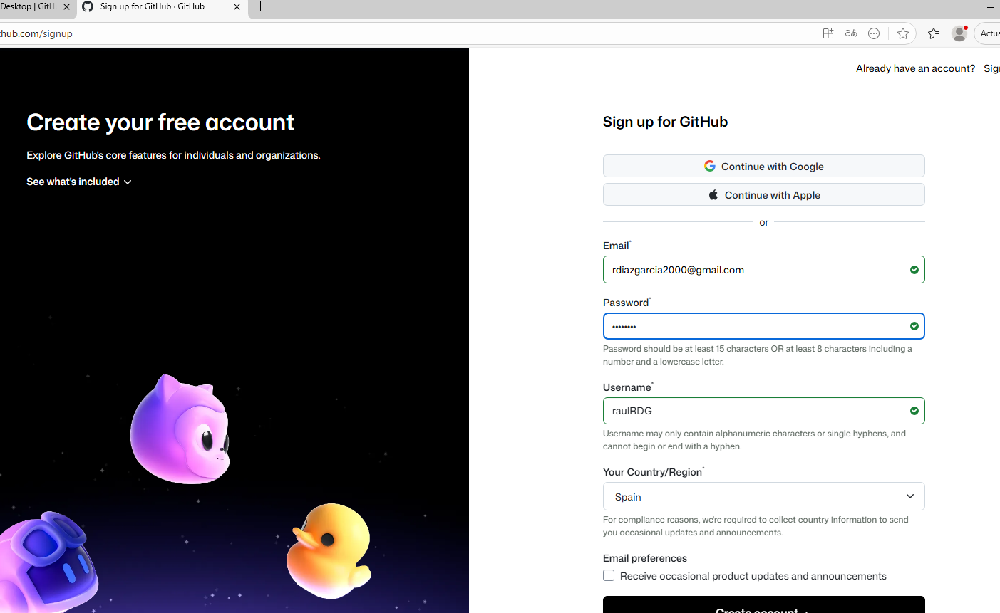 Desktop | GitH
Sign up for GitHub · GitHub
hub.com/signup
Actua
Already have an account? Sign
Create your free account
Explore GitHub's core features for individuals and organizations.
See what's included
Sign up for GitHub
Continue with Google
Continue with Apple
or
Email*
rdiazgarcia2000@gmail.com
Password*
••••••••
Password should be at least 15 characters OR at least 8 characters including a
number and a lowercase letter.
Username*
raulRDG
Username may only contain alphanumeric characters or single hyphens, and
cannot begin or end with a hyphen.
Your Country/Region*
Spain
For compliance reasons, we're required to collect country information to send
you occasional updates and announcements.
Email preferences
Receive occasional product updates and announcements
Create account